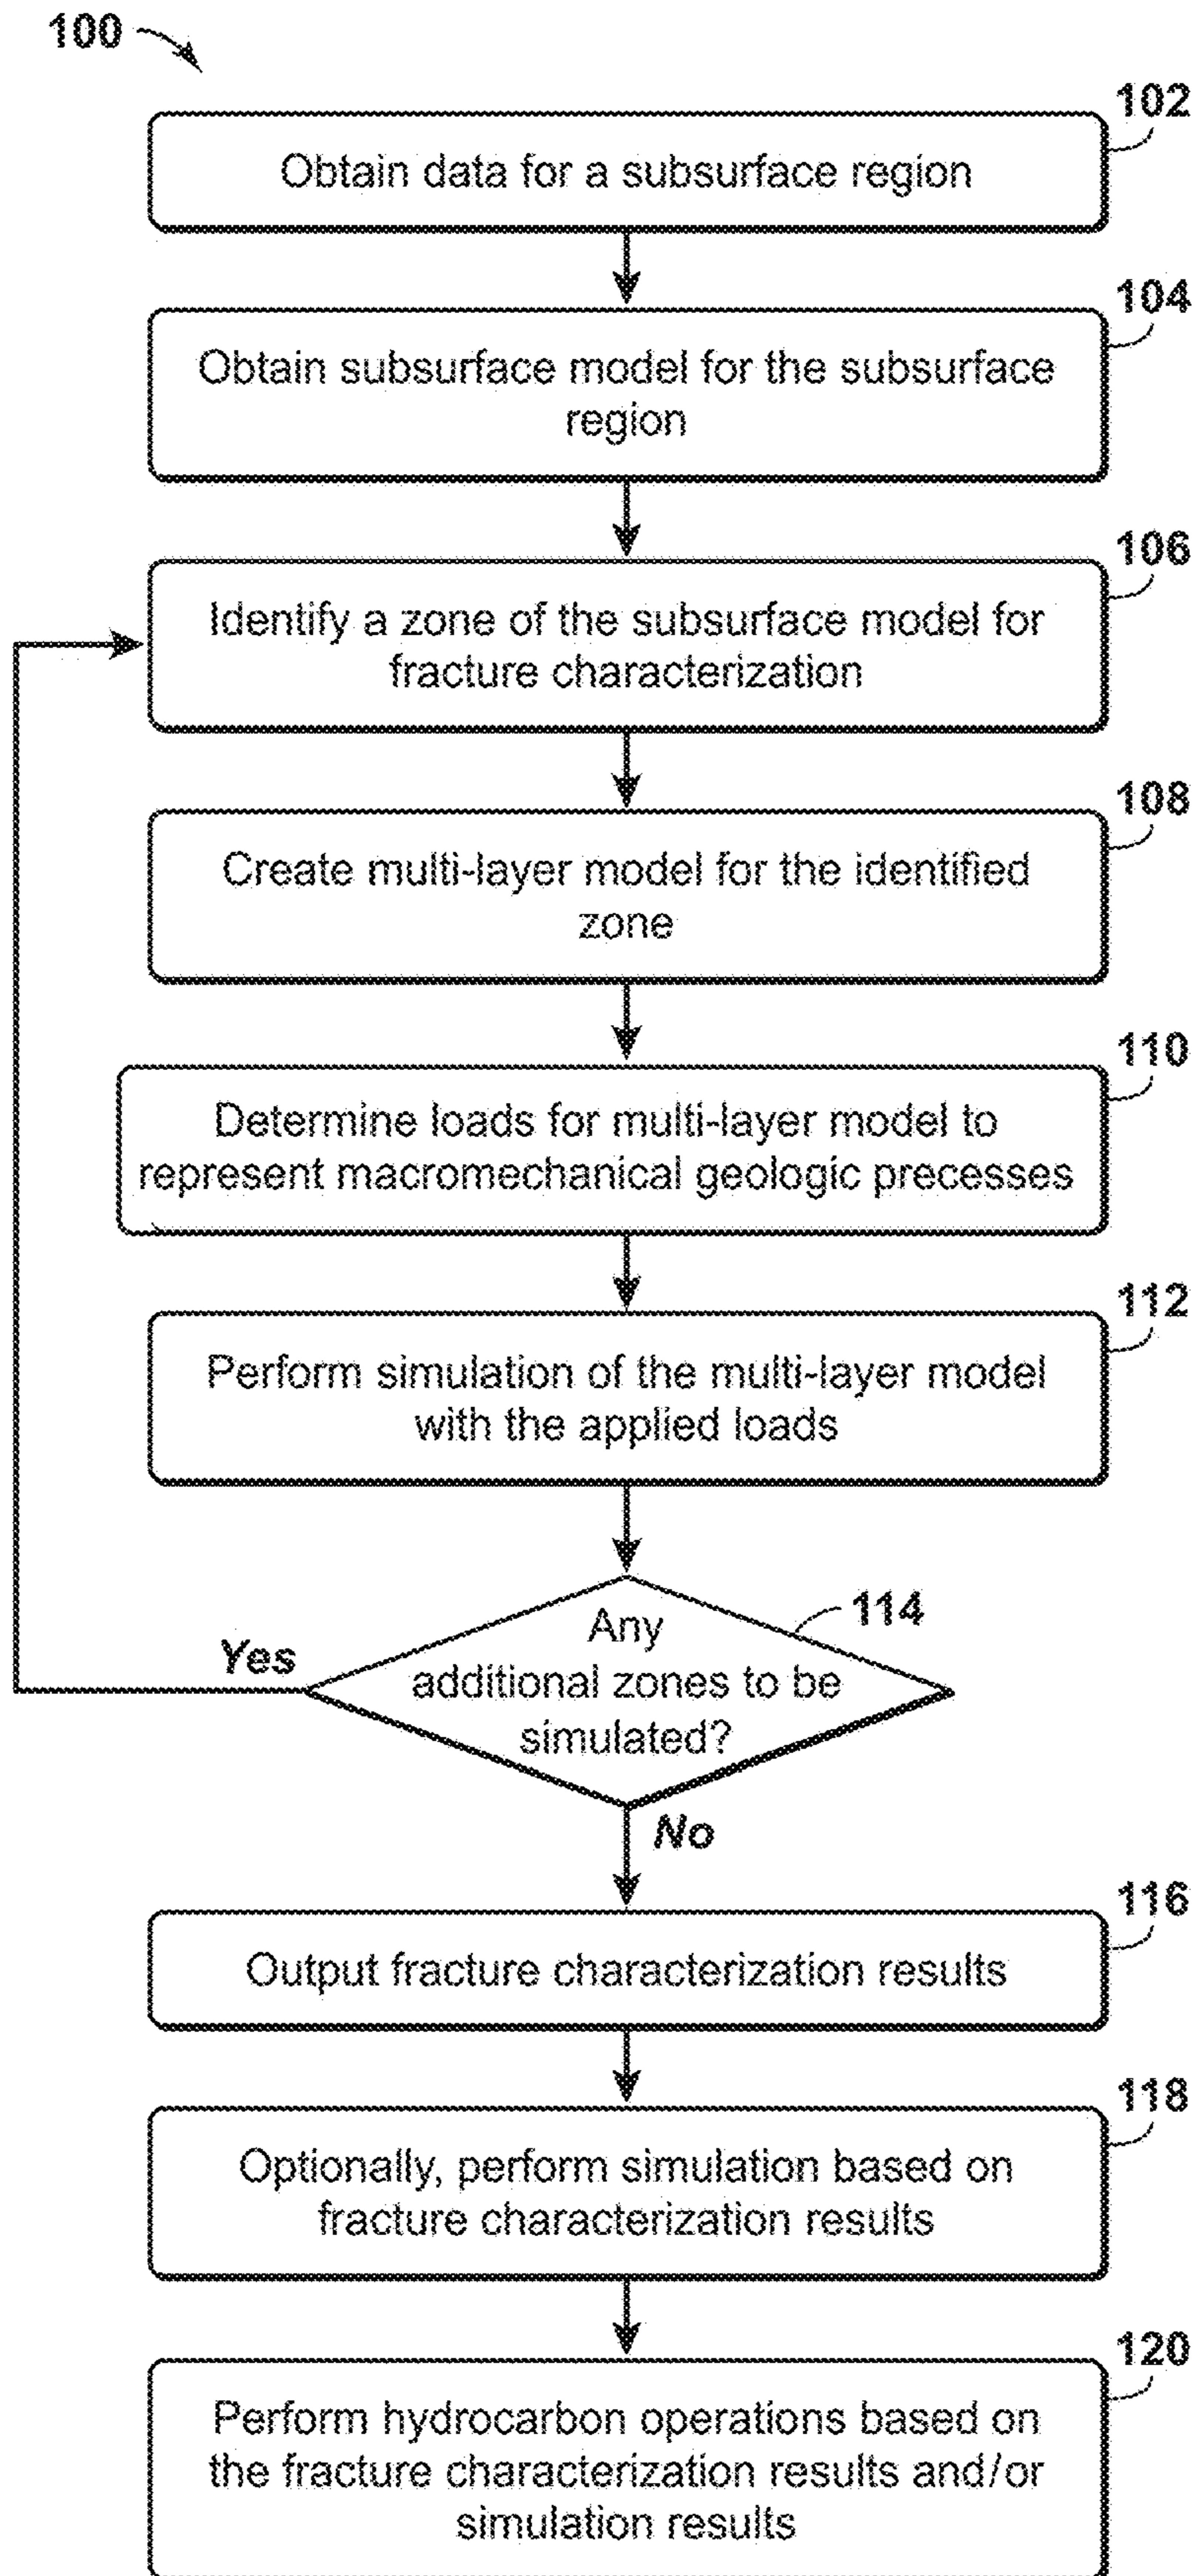 100
102
Obtain data for a subsurface region
104
Obtain subsurface model for the subsurface
region
106
Identify a zone of the subsurface model for
fracture characterization
108
Create multi-layer model for the identified
zone
110
Determine loads for multi-layer model to
represent macromechanical geologic precesses
112
Perform simulation of the multi-layer model
with the applied loads
114
Any
additional zones to be
simulated?
Yes
No
116
Output fracture characterization results
118
Optionally, perform simulation based on
fracture characterization results
120
Perform hydrocarbon operations based on
the fracture characterization results and/or
simulation results